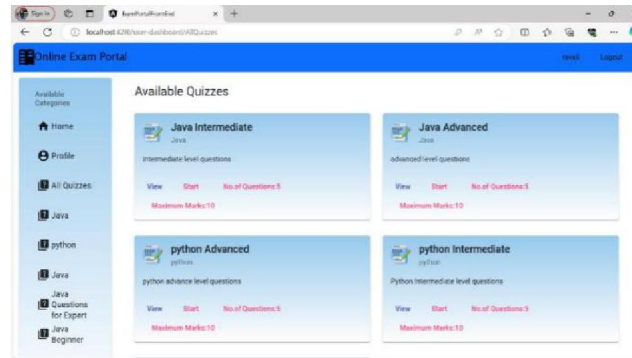 Sign in
ExamPortalFrontEnd
localhost:4200/user-dashboard/AllQuizzes
Online Exam Portal
Logout
Available
Categories
Home
Profile
All Quizzes
Java
python
Java
Java
Questions
for Expert
Java
Beginner
Available Quizzes
Java Intermediate
Java
intermediate level questions
View Start No.of Questions:5
Maximum Marks:10
Java Advanced
Java
advanced level questions
View Start No.of Questions:5
Maximum Marks:10
python Advanced
python
python advance level questions
View Start No.of Questions:5
Maximum Marks:10
python Intermediate
python
Python Intermediate level questions
View Start No.of Questions:5
Maximum Marks:10